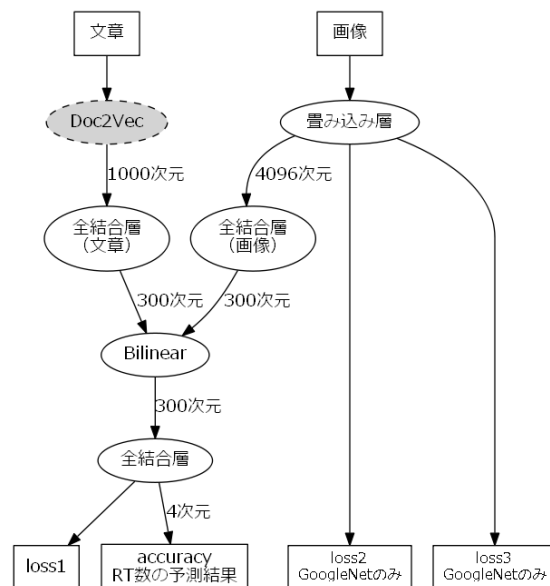 文章
画像
Doc2Vec
畳み込み層
1000次元
4096次元
全結合層
（文章）
全結合層
（画像）
300次元
300次元
Bilinear
300次元
全結合層
4次元
loss1
accuracy
RT数の予測結果
loss2
GoogleNetのみ
loss3
GoogleNetのみ